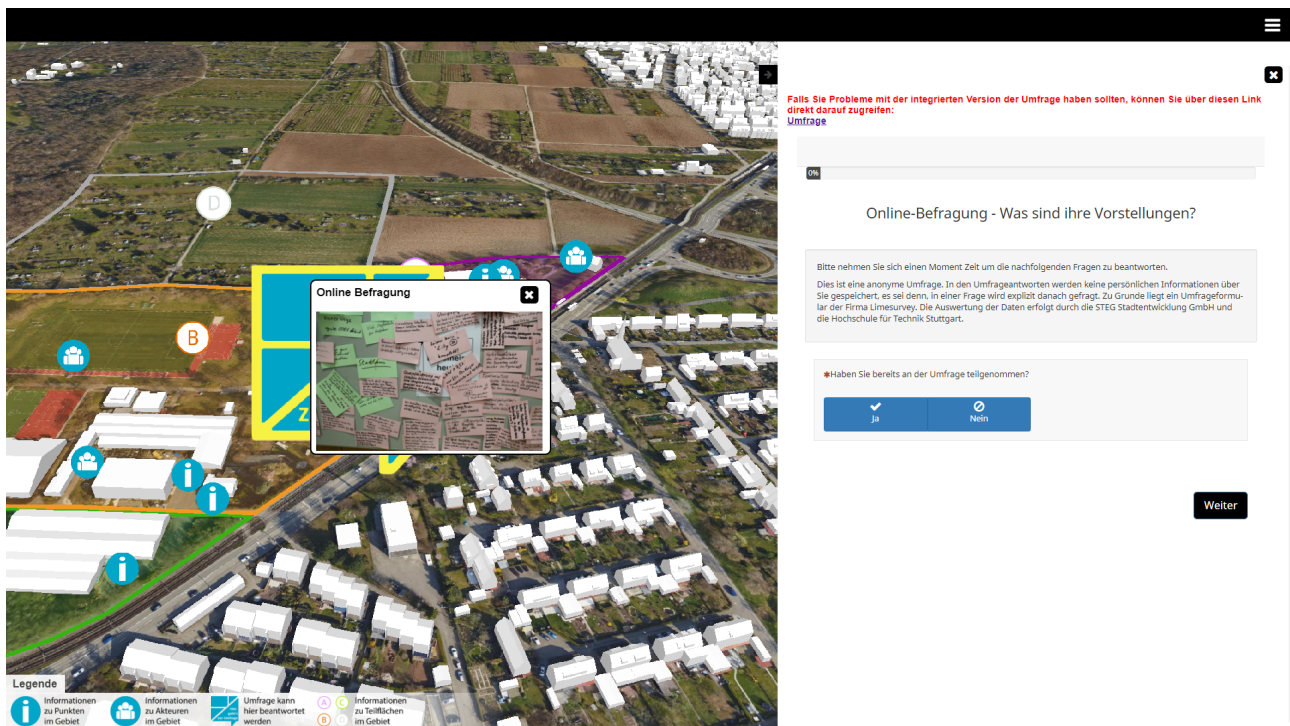 Falls Sie Probleme mit der integrierten Version der Umfrage haben sollten, können Sie über diesen Link
direkt darauf zugreifen:
Umfrage
0%
Online-Befragung - Was sind ihre Vorstellungen?
Bitte nehmen Sie sich einen Moment Zeit um die nachfolgenden Fragen zu beantworten.
Dies ist eine anonyme Umfrage. In den Umfrageantworten werden keine persönlichen Informationen über
Sie gespeichert, es sei denn, in einer Frage wird explizit danach gefragt. Zu Grunde liegt ein Umfrageformu-
lar der Firma Limesurvey. Die Auswertung der Daten erfolgt durch die STEG Stadtentwicklung GmbH und
die Hochschule für Technik Stuttgart.
*Haben Sie bereits an der Umfrage teilgenommen?
Ja
Nein
Weiter
D
B
Online Befragung
Z
Legende
Informationen
zu Punkten
im Gebiet
Informationen
zu Akteuren
im Gebiet
Umfrage kann
hier beantwortet
werden
A
C
B
D
Informationen
zu Teilflächen
im Gebiet